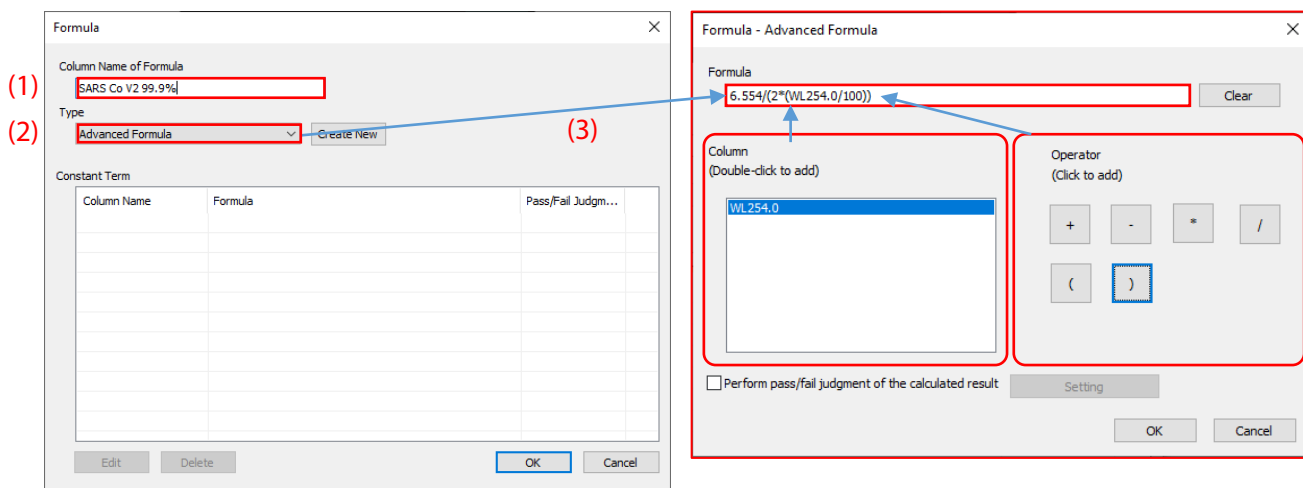 Formula
Column Name of Formula
(1)
SARS Co V2 99.9%
Type
(2)
Advanced Formula
Create New
(3)
Constant Term
Column Name
Formula
Pass/Fail Judgm...
Edit
Delete
OK
Cancel
Formula - Advanced Formula
Formula
6.554/(2*(WL254.0/100))
Clear
Column
(Double-click to add)
WL254.0
Operator
(Click to add)
+
-
*
/
(
)
Perform pass/fail judgment of the calculated result
Setting
OK
Cancel